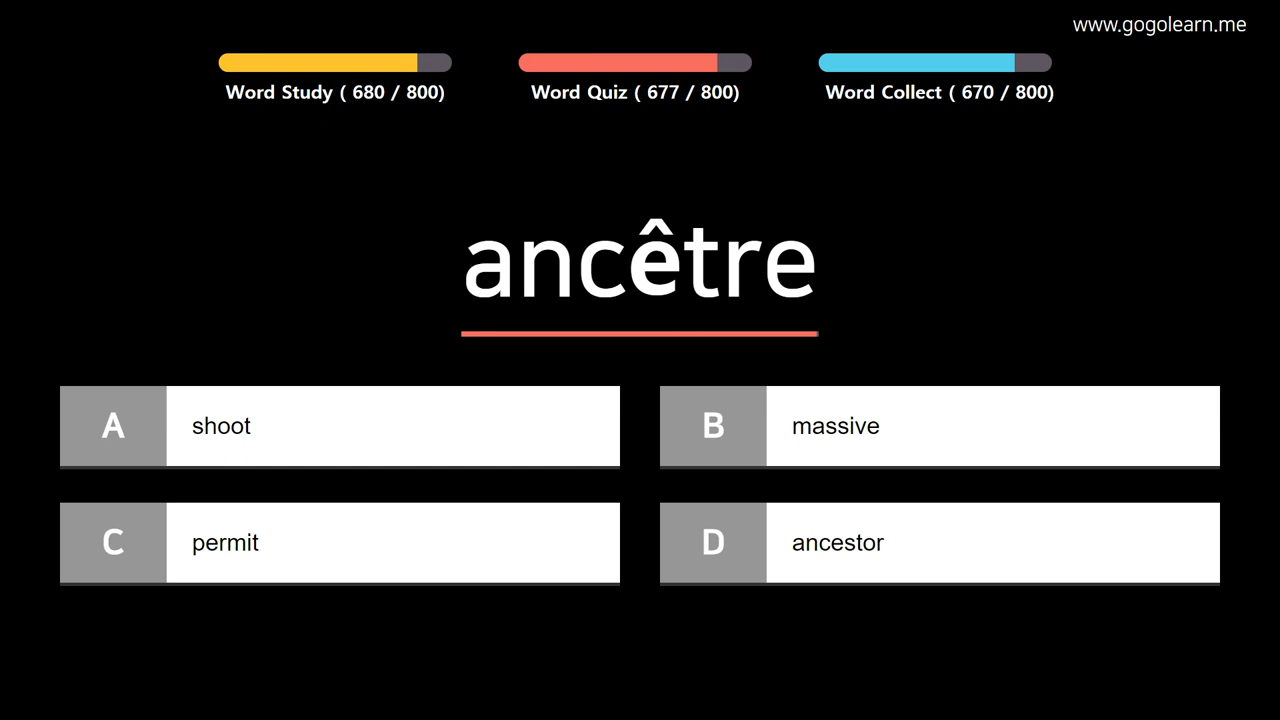 www.gogolearn.me
Word Study ( 680 / 800)
Word Quiz ( 677 / 800)
Word Collect ( 670 / 800)
ancêtre
A shoot
B massive
C permit
D ancestor